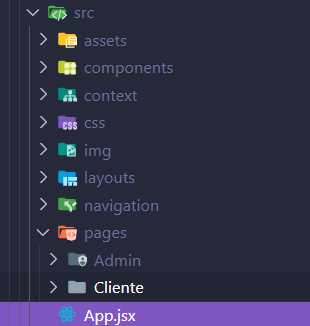 src
assets
components
context
css
img
layouts
navigation
pages
Admin
Cliente
App.jsx